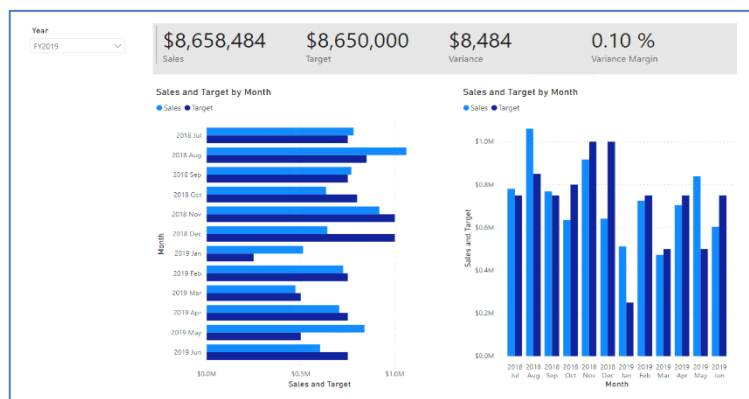 Year
FY2019
$8,658,484
Sales
$8,650,000
Target
$8,484
Variance
0.10 %
Variance Margin
Sales and Target by Month
Sales Target
2018 Jul
2018 Aug
2018 Sep
2018 Oct
2018 Nov
2018 Dec
2019 Jan
2019 Feb
2019 Mar
2019 Apr
2019 May
2019 Jun
Month
$0.0M $0.5M $1.0M
Sales and Target
Sales and Target by Month
Sales Target
$1.0M
$0.8M
$0.6M
$0.4M
$0.2M
$0.0M
Sales and Target
2018 2018 2018 2018 2018 2018 2019 2019 2019 2019 2019 2019
Jul Aug Sep Oct Nov Dec Jan Feb Mar Apr May Jun
Month